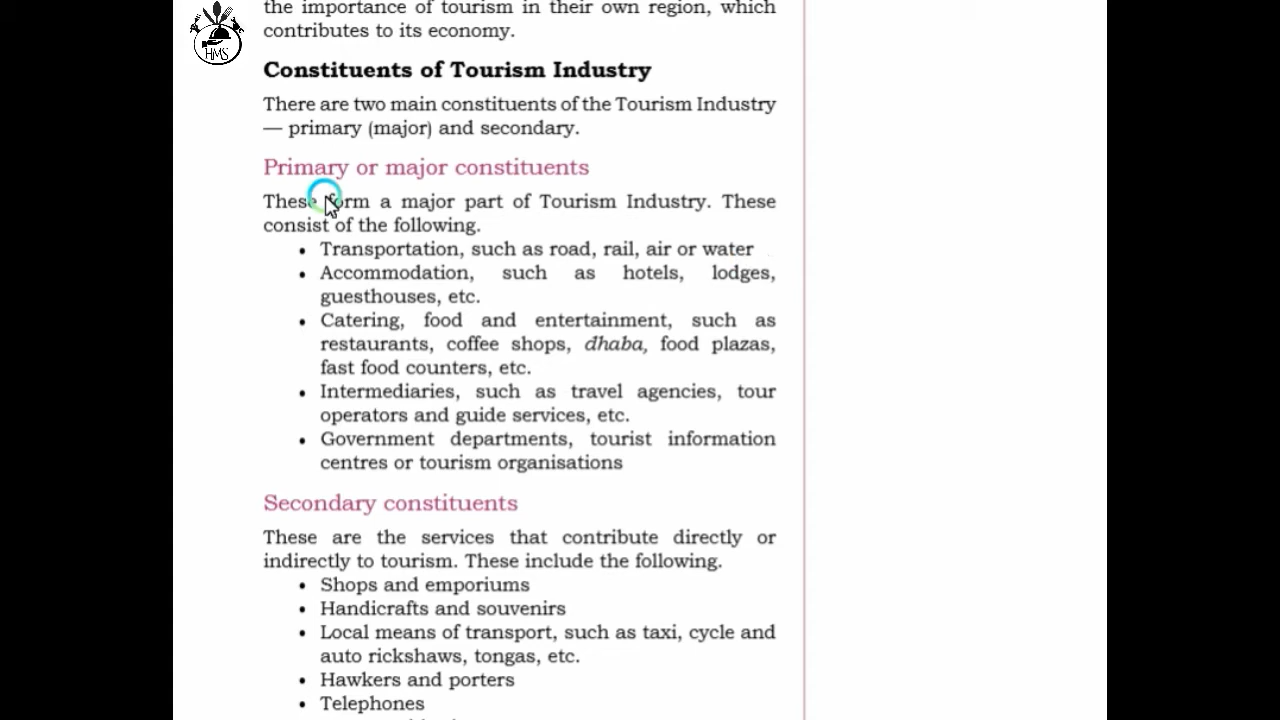 the importance of tourism in their own region, which
contributes to its economy.
HMS
Constituents of Tourism Industry
There are two main constituents of the Tourism Industry
— primary (major) and secondary.
Primary or major constituents
These form a major part of Tourism Industry. These
consist of the following.
• Transportation, such as road, rail, air or water
• Accommodation, such as hotels, lodges,
guesthouses, etc.
• Catering, food and entertainment, such as
restaurants, coffee shops, dhaba, food plazas,
fast food counters, etc.
• Intermediaries, such as travel agencies, tour
operators and guide services, etc.
• Government departments, tourist information
centres or tourism organisations
Secondary constituents
These are the services that contribute directly or
indirectly to tourism. These include the following.
• Shops and emporiums
• Handicrafts and souvenirs
• Local means of transport, such as taxi, cycle and
auto rickshaws, tongas, etc.
• Hawkers and porters
• Telephones